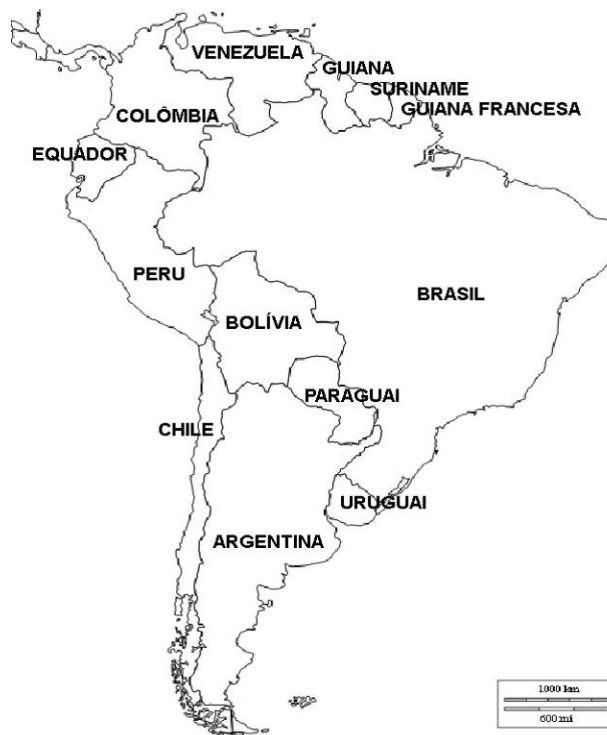 VENEZUELA
GUIANA
SURINAME
GUIANA FRANCESA
COLÔMBIA
EQUADOR
PERU
BRASIL
BOLÍVIA
PARAGUAI
CHILE
URUGUAI
ARGENTINA
1000 km
600 mi